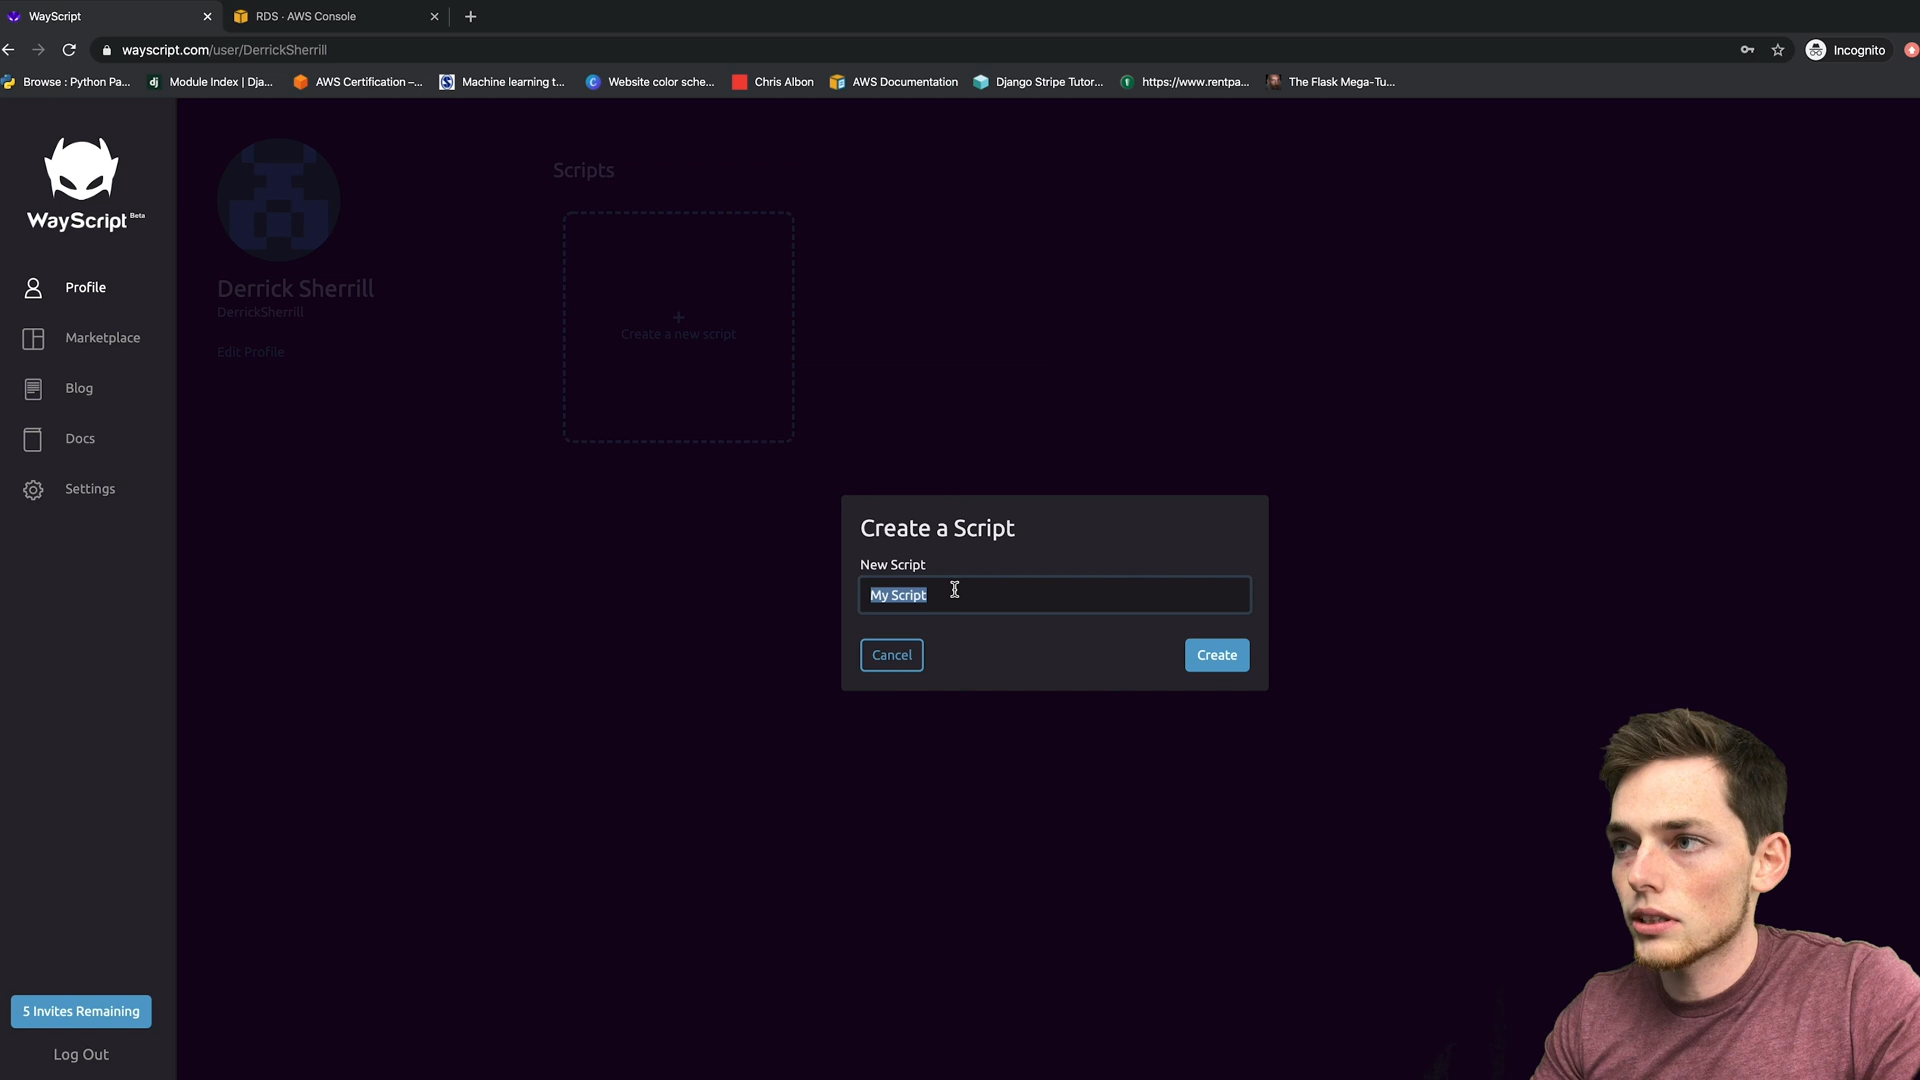 WayScript
RDS · AWS Console
wayscript.com/user/DerrickSherrill
Incognito
Browse : Python Pa...
Module Index | Dja...
AWS Certification –...
Machine learning t...
Website color sche...
Chris Albon
AWS Documentation
Django Stripe Tutor...
https://www.rentpa...
The Flask Mega-Tu...
WayScript Beta
Profile
Marketplace
Blog
Docs
Settings
5 Invites Remaining
Log Out
Derrick Sherrill
DerrickSherrill
Edit Profile
Scripts
+
Create a new script
Create a Script
New Script
My Script
Cancel
Create